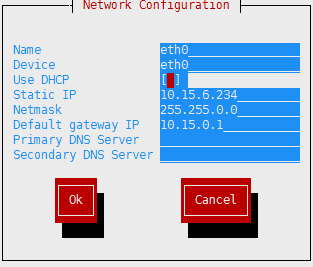 Network Configuration
Name eth0
Device eth0
Use DHCP [ ]
Static IP 10.15.6.234
Netmask 255.255.0.0
Default gateway IP 10.15.0.1
Primary DNS Server
Secondary DNS Server
Ok Cancel